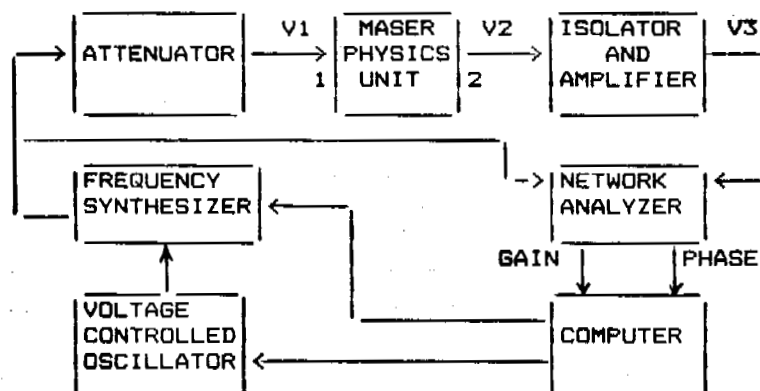 V1
V2
V3
ATTENUATOR
MASER
PHYSICS
UNIT
1
2
ISOLATOR
AND
AMPLIFIER
FREQUENCY
SYNTHESIZER
NETWORK
ANALYZER
GAIN
PHASE
VOLTAGE
CONTROLLED
OSCILLATOR
COMPUTER